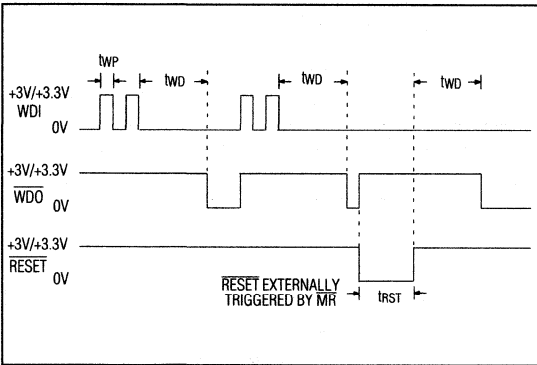 tWP
tWD
tWD
tWD
+3V/+3.3V
WDI
0V
+3V/+3.3V
WDO
0V
+3V/+3.3V
RESET
0V
RESET EXTERNALLY
TRIGGERED BY MR
tRST